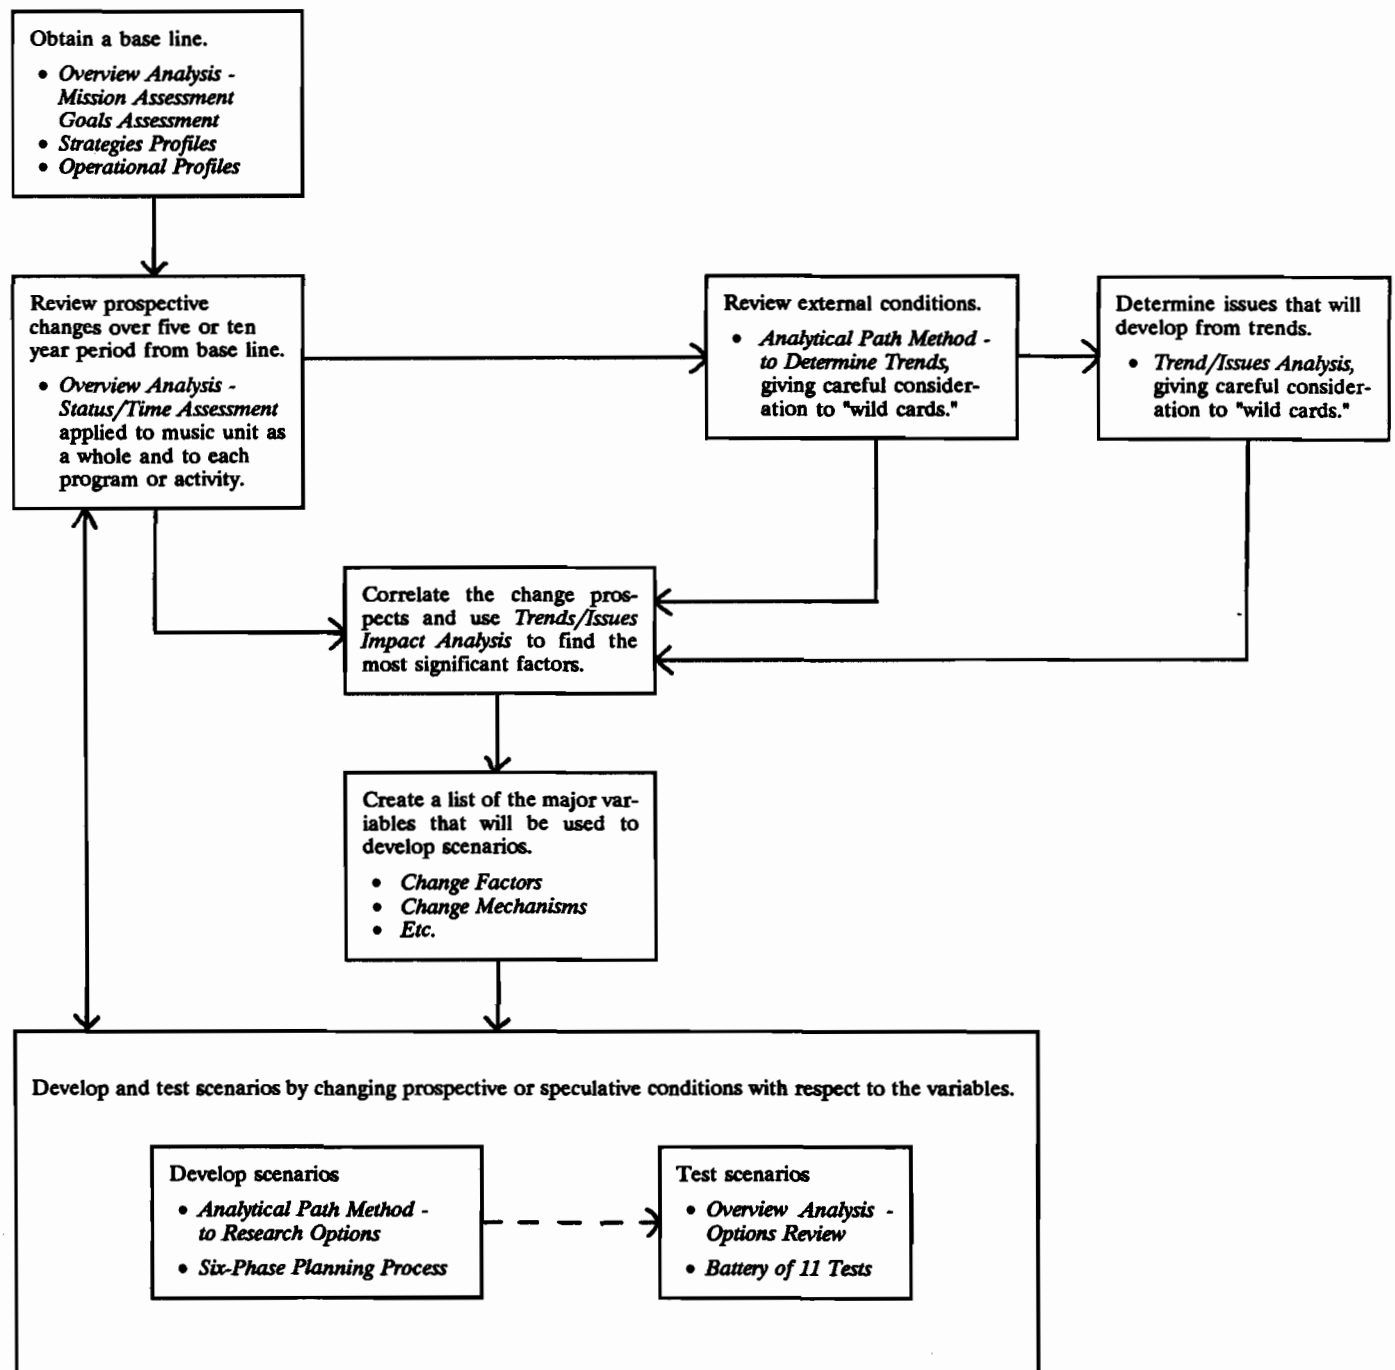 Obtain a base line.
• Overview Analysis -
Mission Assessment
Goals Assessment
• Strategies Profiles
• Operational Profiles
Review prospective
changes over five or ten
year period from base line.
• Overview Analysis -
Status/Time Assessment
applied to music unit as
a whole and to each
program or activity.
Review external conditions.
• Analytical Path Method -
to Determine Trends,
giving careful consider-
ation to "wild cards."
Determine issues that will
develop from trends.
• Trend/Issues Analysis,
giving careful consider-
ation to "wild cards."
Correlate the change pros-
pects and use Trends/Issues
Impact Analysis to find the
most significant factors.
Create a list of the major var-
iables that will be used to
develop scenarios.
• Change Factors
• Change Mechanisms
• Etc.
Develop and test scenarios by changing prospective or speculative conditions with respect to the variables.
Develop scenarios
• Analytical Path Method -
to Research Options
• Six-Phase Planning Process
Test scenarios
• Overview Analysis -
Options Review
• Battery of 11 Tests